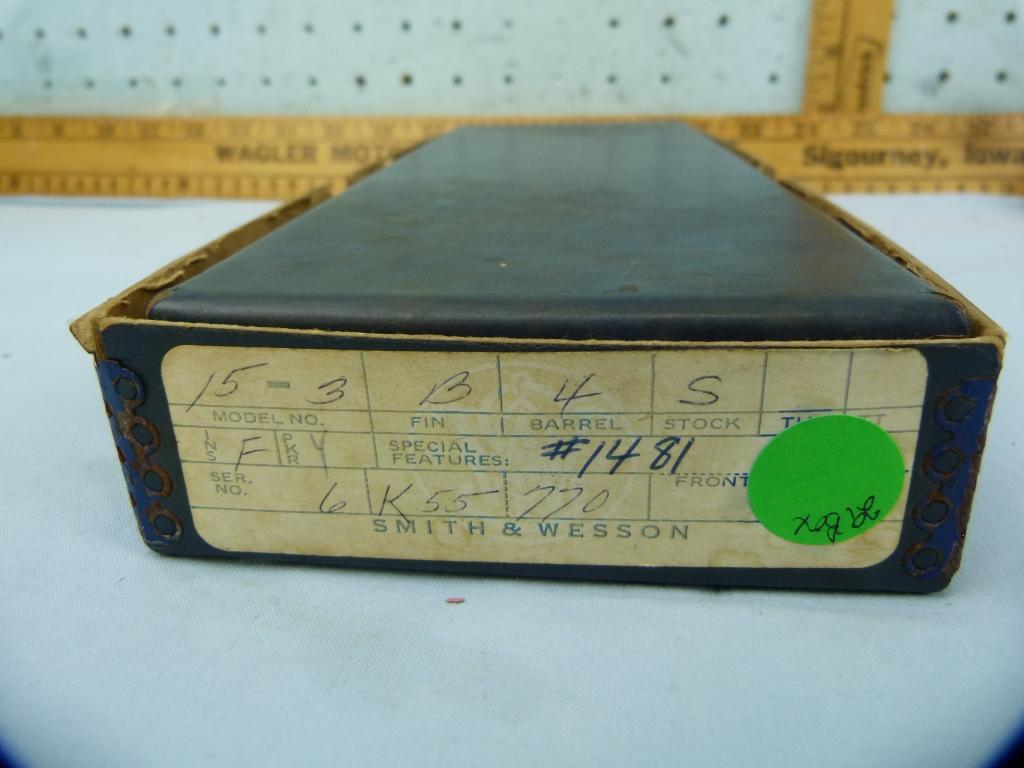 WAGLER MOT
Sigourney, Iowa
15-3 B 4 S
MODEL NO. FIN BARREL STOCK
INS F PKR Y SPECIAL FEATURES: #1481
SER. NO. 6 K55 770 FRONT
SMITH & WESSON
Box